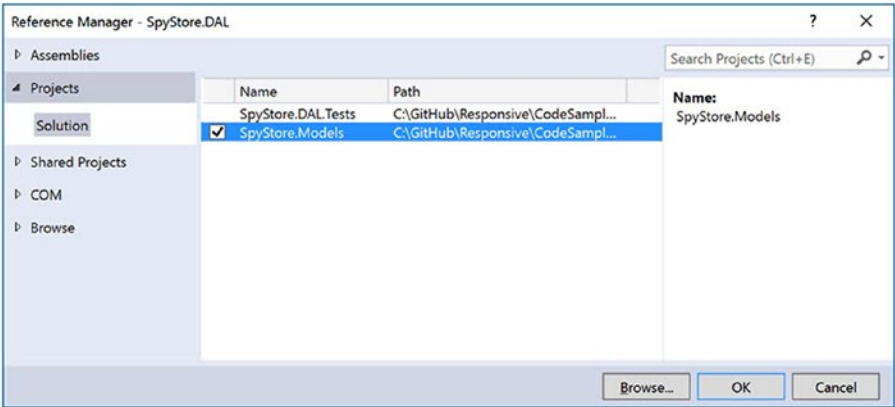 Reference Manager - SpyStore.DAL ? ×
Assemblies
Search Projects (Ctrl+E)
Projects
Name Path
Name:
SpyStore.DAL.Tests C:\GitHub\Responsive\CodeSampl...
SpyStore.Models
Solution
SpyStore.Models C:\GitHub\Responsive\CodeSampl...
Shared Projects
COM
Browse
Browse... OK Cancel